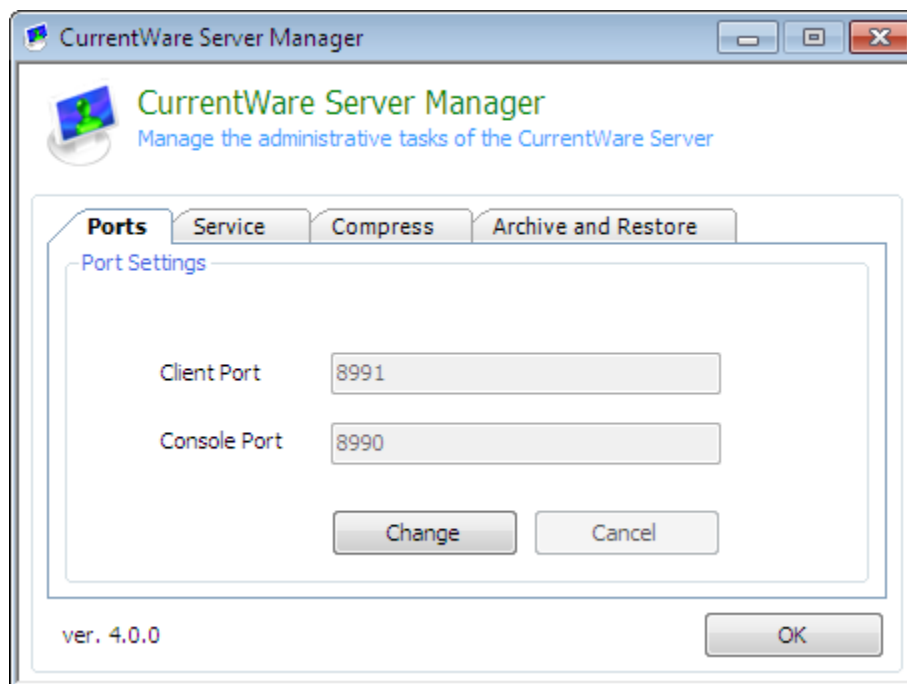 CurrentWare Server Manager
CurrentWare Server Manager
Manage the administrative tasks of the CurrentWare Server
Ports Service Compress Archive and Restore
Port Settings
Client Port 8991
Console Port 8990
Change Cancel
ver. 4.0.0 OK